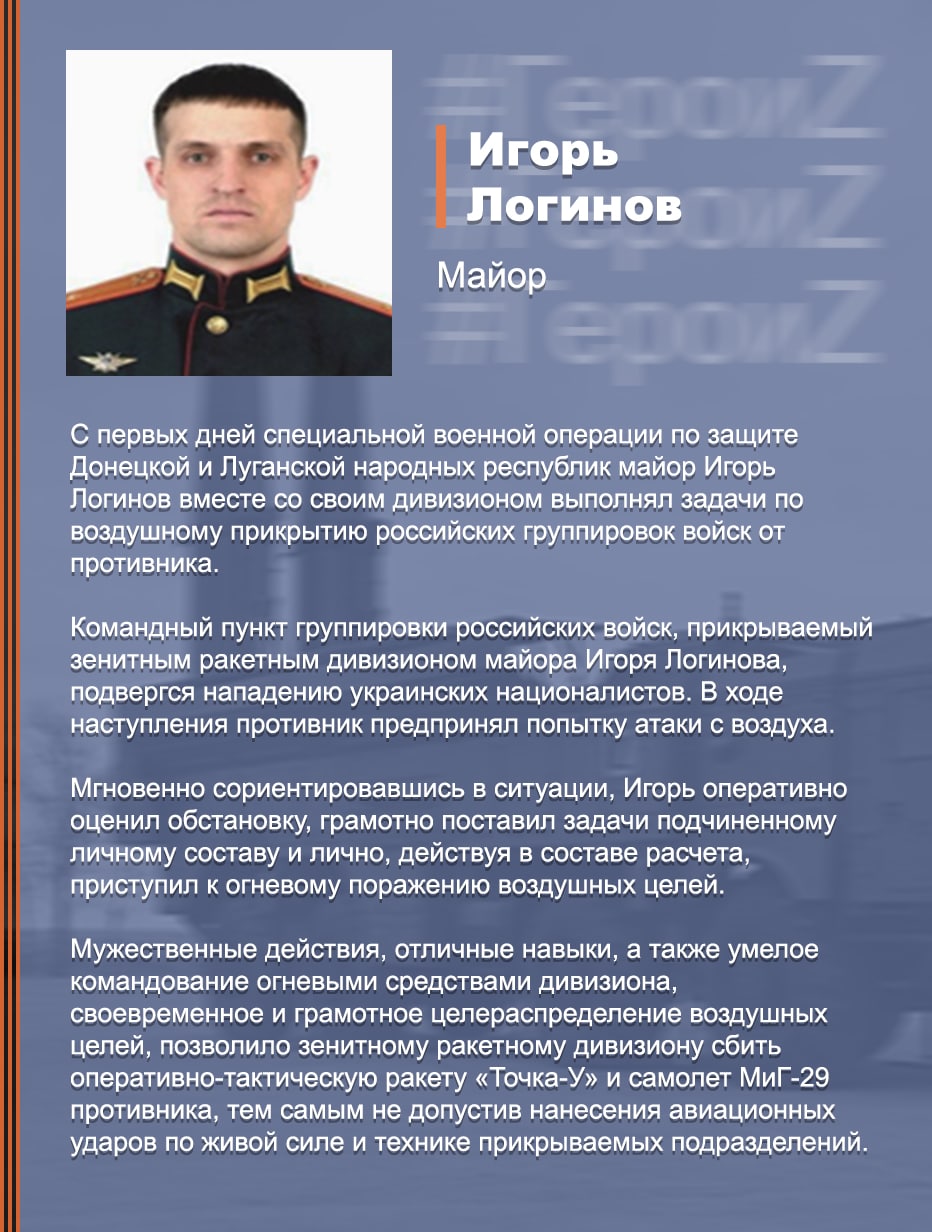 #ГероиZ
Игорь
#ГероиZ
Логинов
Майор
#ГероиZ
С первых дней специальной военной операции по защите
Донецкой и Луганской народных республик майор Игорь
Логинов вместе со своим дивизионом выполнял задачи по
воздушному прикрытию российских группировок войск от
противника.
Командный пункт группировки российских войск, прикрываемый
зенитным ракетным дивизионом майора Игоря Логинова,
подвергся нападению украинских националистов. В ходе
наступления противник предпринял попытку атаки с воздуха.
Мгновенно сориентировавшись в ситуации, Игорь оперативно
оценил обстановку, грамотно поставил задачи подчиненному
личному составу и лично, действуя в составе расчета,
приступил к огневому поражению воздушных целей.
Мужественные действия, отличные навыки, а также умелое
командование огневыми средствами дивизиона,
своевременное и грамотное целераспределение воздушных
целей, позволило зенитному ракетному дивизиону сбить
оперативно-тактическую ракету «Точка-У» и самолет МиГ-29
противника, тем самым не допустив нанесения авиационных
ударов по живой силе и технике прикрываемых подразделений.